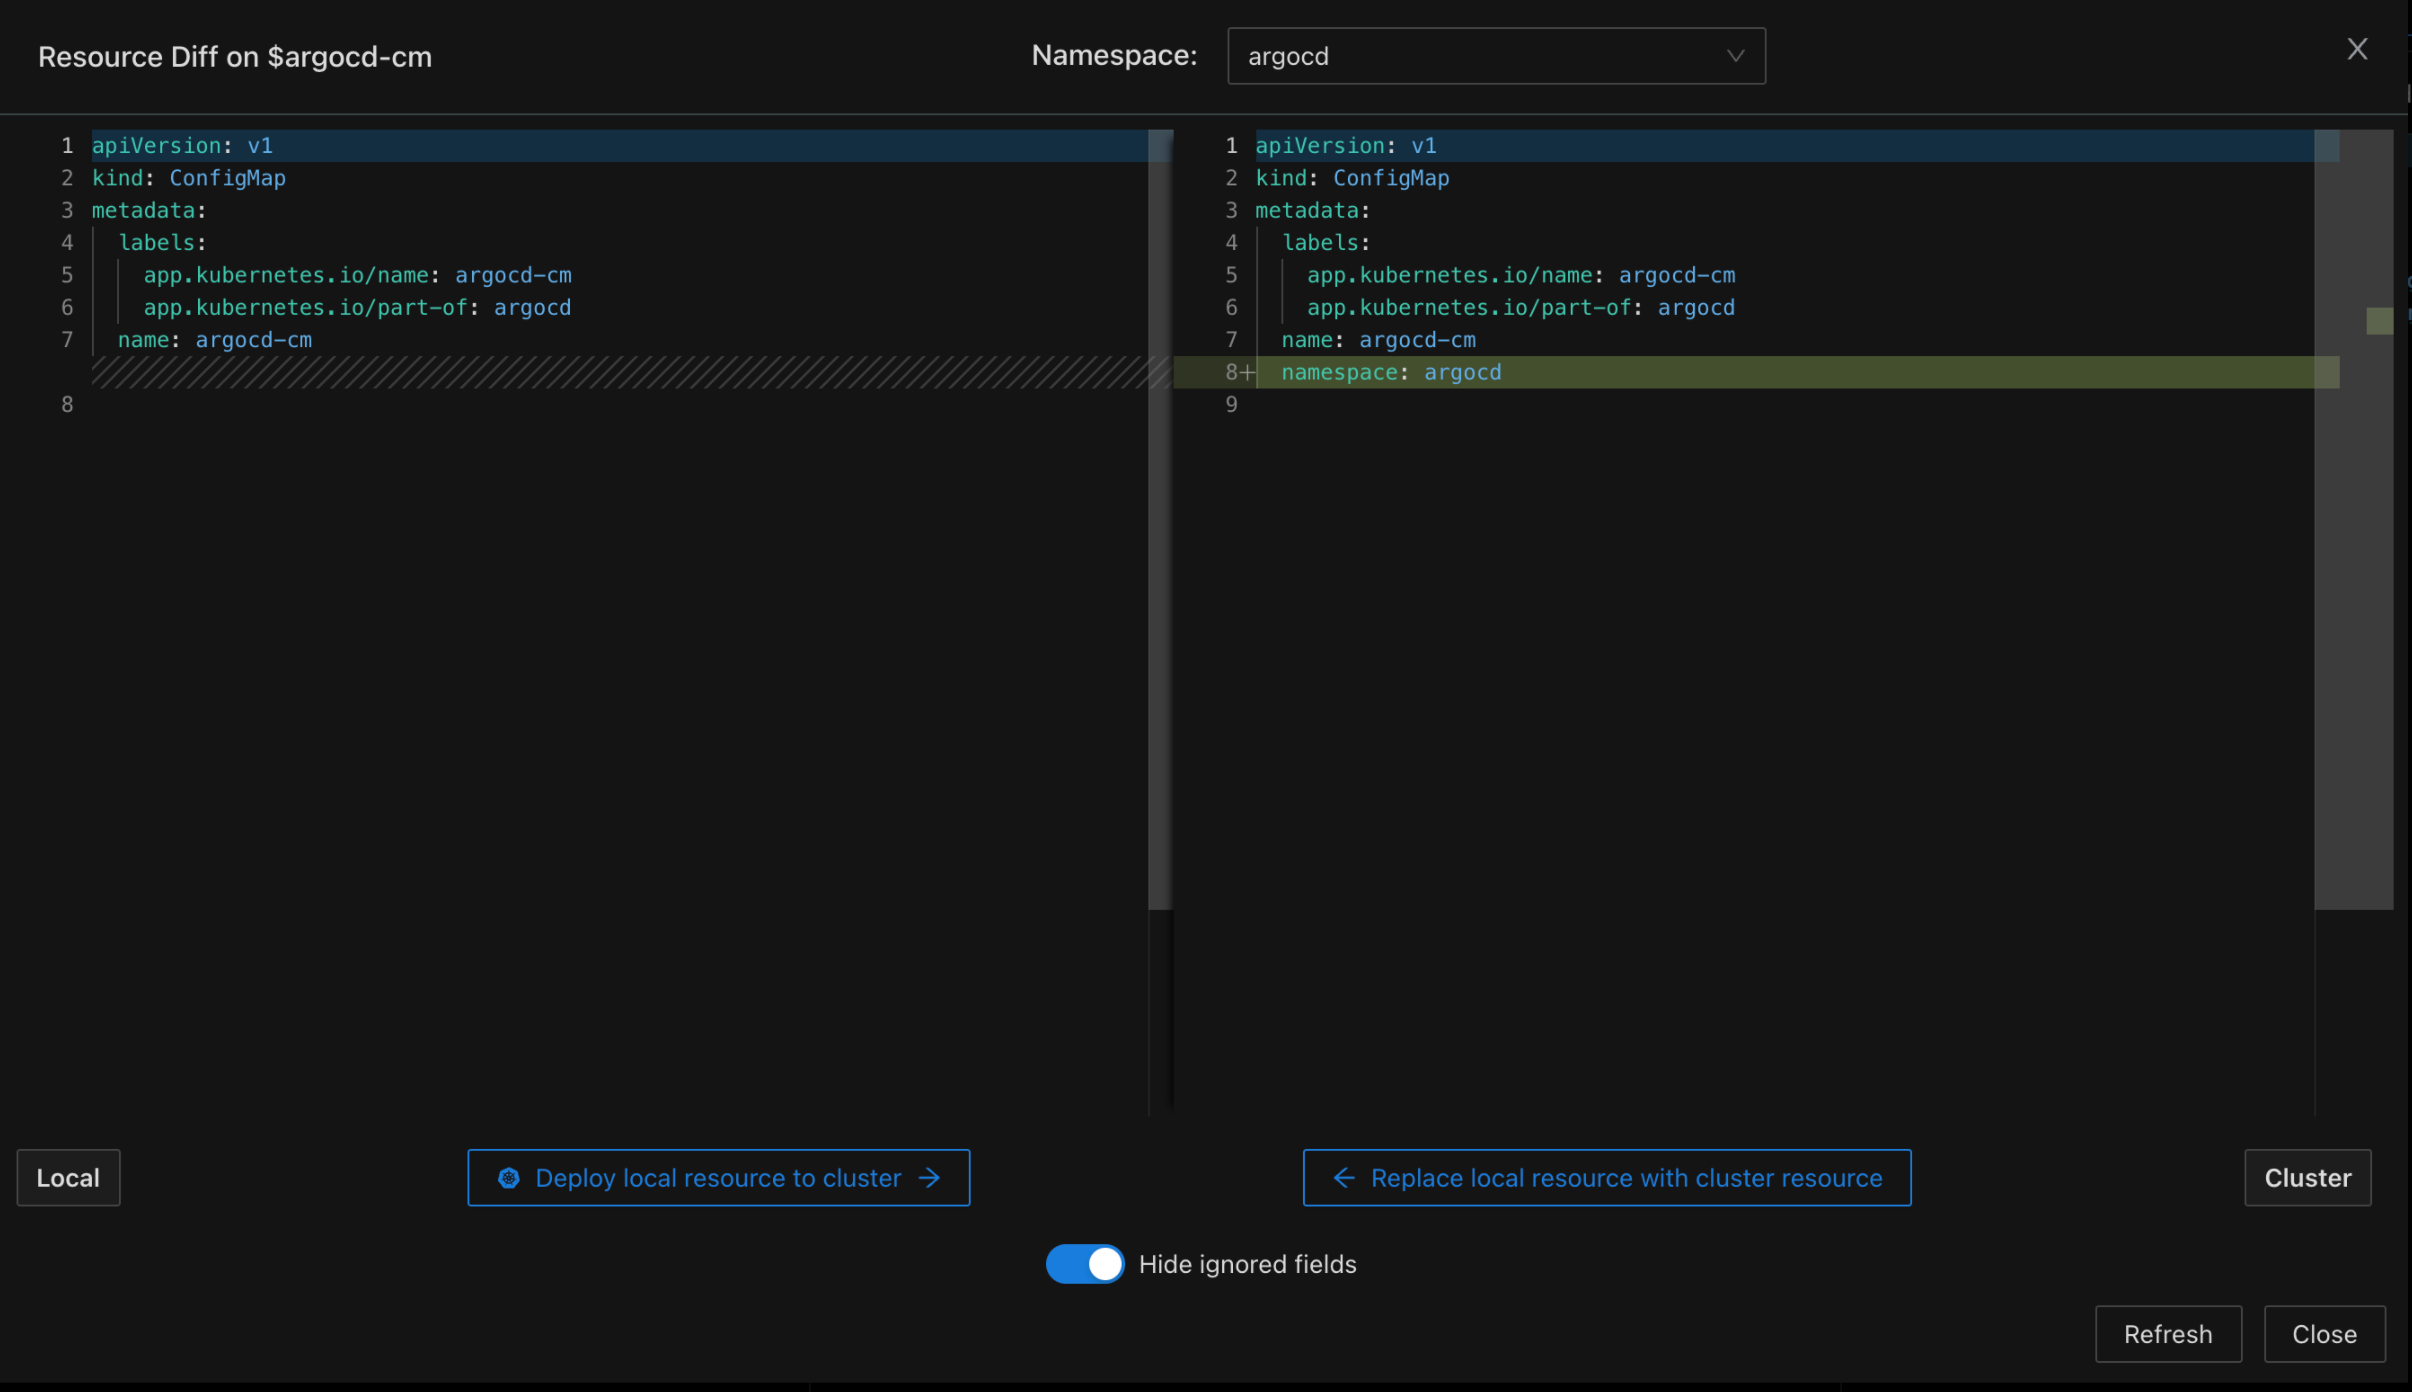 Resource Diff on $argocd-cm
Namespace: argocd
1 apiVersion: v1
2 kind: ConfigMap
3 metadata:
4   labels:
5     app.kubernetes.io/name: argocd-cm
6     app.kubernetes.io/part-of: argocd
7   name: argocd-cm
8
1 apiVersion: v1
2 kind: ConfigMap
3 metadata:
4   labels:
5     app.kubernetes.io/name: argocd-cm
6     app.kubernetes.io/part-of: argocd
7   name: argocd-cm
8+  namespace: argocd
9
Local
Deploy local resource to cluster →
← Replace local resource with cluster resource
Cluster
Hide ignored fields
Refresh
Close